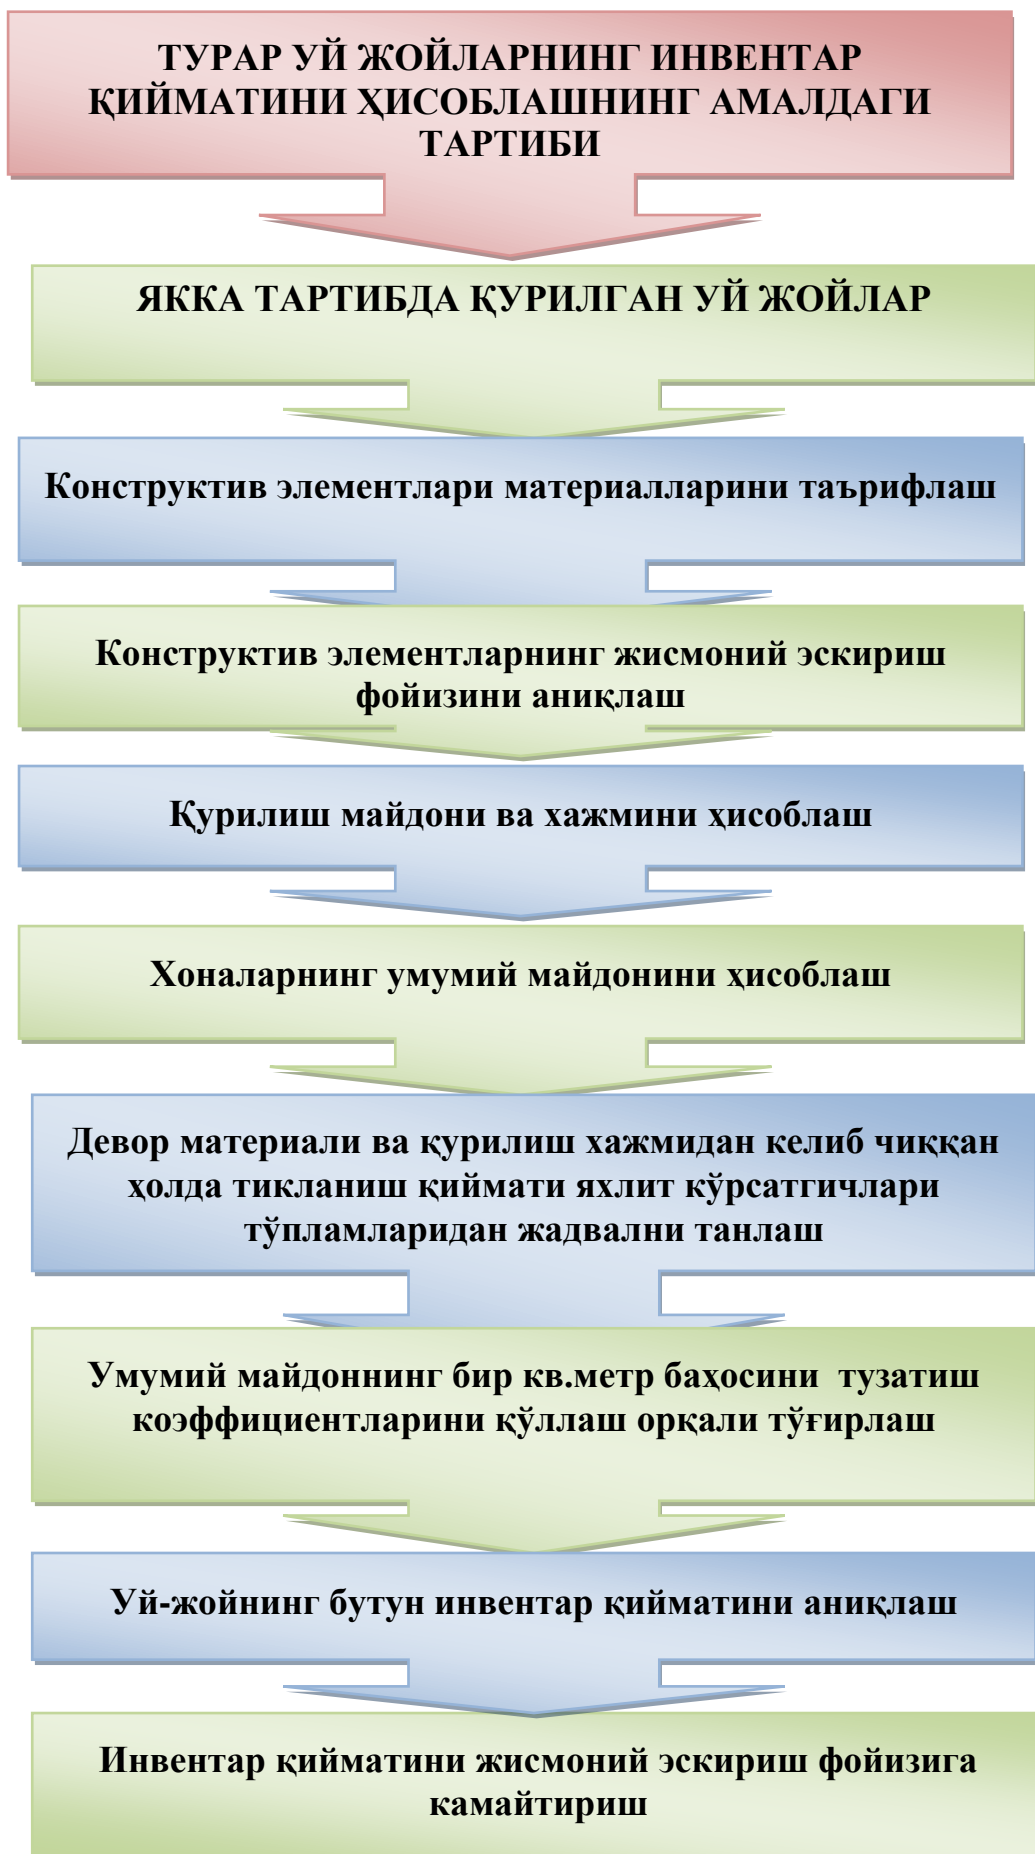 ТУРАР УЙ ЖОЙЛАРНИНГ ИНВЕНТАР
ҚИЙМАТИНИ ҲИСОБЛАШНИНГ АМАЛДАГИ
ТАРТИБИ
ЯККА ТАРТИБДА ҚУРИЛГАН УЙ ЖОЙЛАР
Конструктив элементлари материалларини таърифлаш
Конструктив элементларнинг жисмоний эскириш
фойизини аниқлаш
Қурилиш майдони ва хажмини ҳисоблаш
Хоналарнинг умумий майдонини ҳисоблаш
Девор материали ва қурилиш хажмидан келиб чиққан
ҳолда тикланиш қиймати яхлит кўрсатгичлари
тўпламларидан жадвални танлаш
Умумий майдоннинг бир кв.метр баҳосини тузатиш
коэффициентларини қўллаш орқали тўғирлаш
Уй-жойнинг бутун инвентар қийматини аниқлаш
Инвентар қийматини жисмоний эскириш фойизига
камайтириш